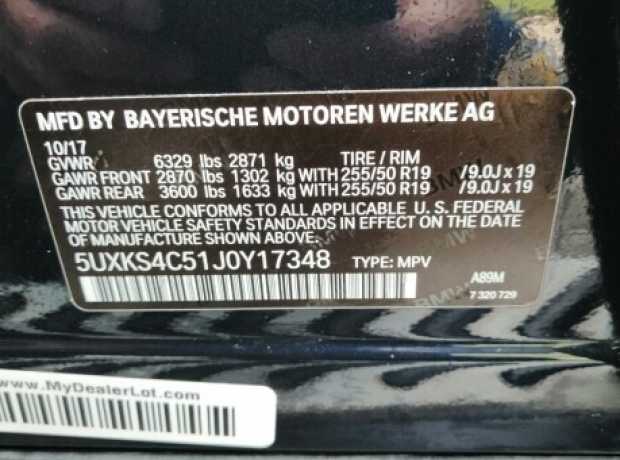 MFD BY BAYERISCHE MOTOREN WERKE AG
10/17
GVWR 6329 lbs 2871 kg TIRE / RIM
GAWR FRONT 2870 lbs 1302 kg WITH 255/50 R19 /9.0J x 19
GAWR REAR 3600 lbs 1633 kg WITH 255/50 R19 /9.0J x 19
THIS VEHICLE CONFORMS TO ALL APPLICABLE U. S. FEDERAL
MOTOR VEHICLE SAFETY STANDARDS IN EFFECT ON THE DATE
OF MANUFACTURE SHOWN ABOVE.
5UXKS4C51J0Y17348 TYPE: MPV
A89M
7 320 729
BMW
www.MyDealerLot.com